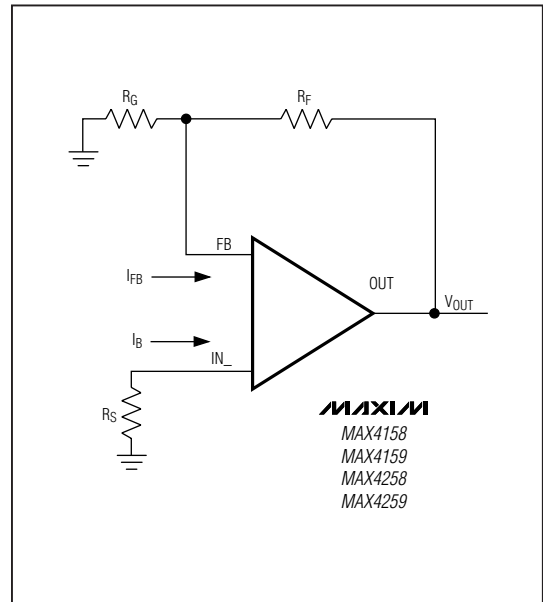 RG
RF
FB
IFB
OUT
VOUT
IB
IN_
RS
MAXIM
MAX4158
MAX4159
MAX4258
MAX4259